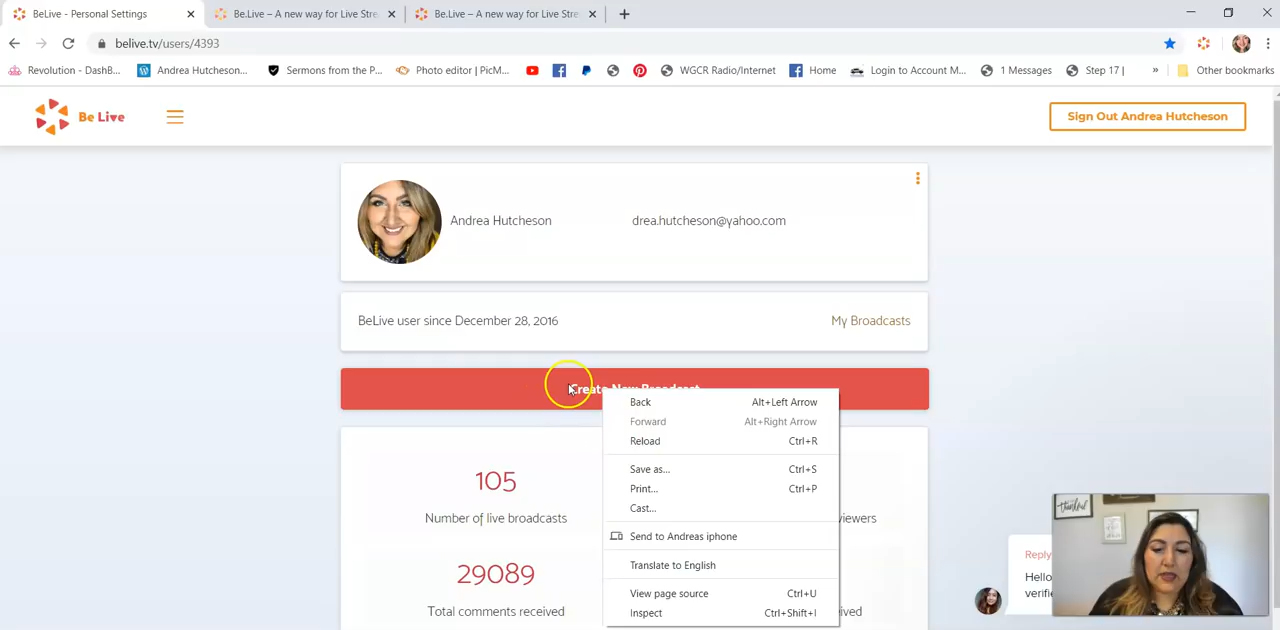 BeLive - Personal Settings
Be.Live – A new way for Live Stre
Be.Live – A new way for Live Stre
belive.tv/users/4393
Revolution - DashB...
Andrea Hutcheson...
Sermons from the P...
Photo editor | PicM...
WGCR Radio/Internet
Home
Login to Account M...
1 Messages
Step 17 |
»
Other bookmarks
Be Live
Sign Out Andrea Hutcheson
Andrea Hutcheson
drea.hutcheson@yahoo.com
BeLive user since December 28, 2016
My Broadcasts
Create New Broadcast
Back Alt+Left Arrow
Forward Alt+Right Arrow
Reload Ctrl+R
Save as... Ctrl+S
Print... Ctrl+P
Cast...
Send to Andreas iphone
Translate to English
View page source Ctrl+U
Inspect Ctrl+Shift+I
105
Number of live broadcasts
viewers
29089
Total comments received
Reply
Hello
thankful